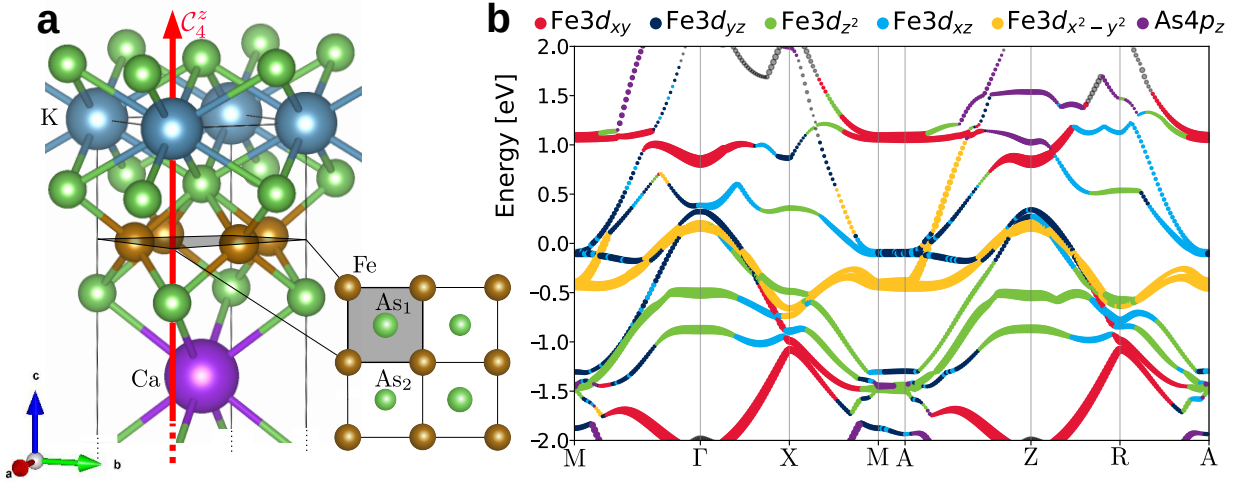 a
C₄ᶻ
K
Fe
As₁
As₂
Ca
c
b
a
b
Fe3d_xy Fe3d_yz Fe3d_z² Fe3d_xz Fe3d_x²−y² As4p_z
Energy [eV]
2.0
1.5
1.0
0.5
0.0
−0.5
−1.0
−1.5
−2.0
M Γ X M A Z R A